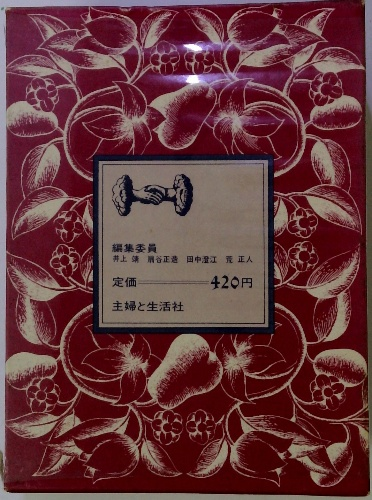 編集委員
井上 靖 扇谷正造 田中澄江 荒 正人
定価 420円
主婦と生活社